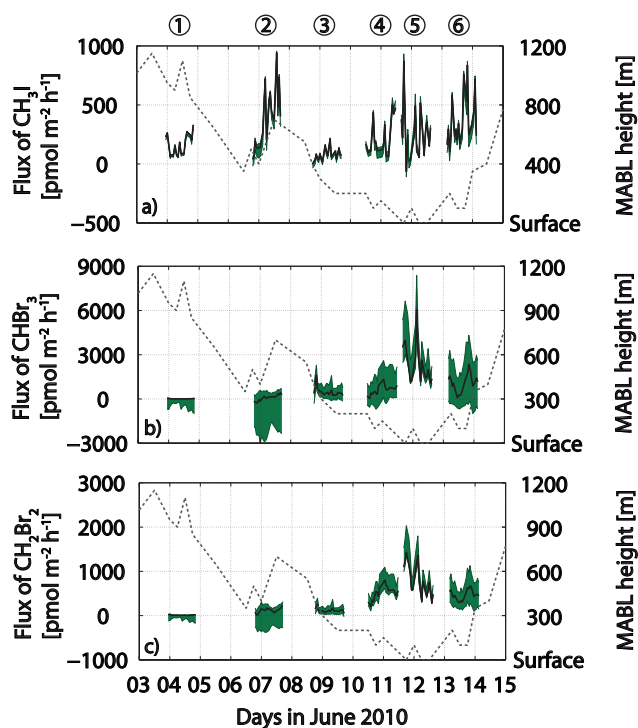 ① ② ③ ④ ⑤ ⑥
1000 1200
500 800
0 400
−500 Surface
Flux of CH3I
[pmol m−2 h−1]
MABL height [m]
a)
9000 1200
6000 900
3000 600
0 300
−3000 Surface
Flux of CHBr3
[pmol m−2 h−1]
MABL height [m]
b)
3000 1200
2000 900
1000 600
0 300
−1000 Surface
Flux of CH2Br2
[pmol m−2 h−1]
MABL height [m]
c)
03 04 05 06 07 08 09 10 11 12 13 14 15
Days in June 2010